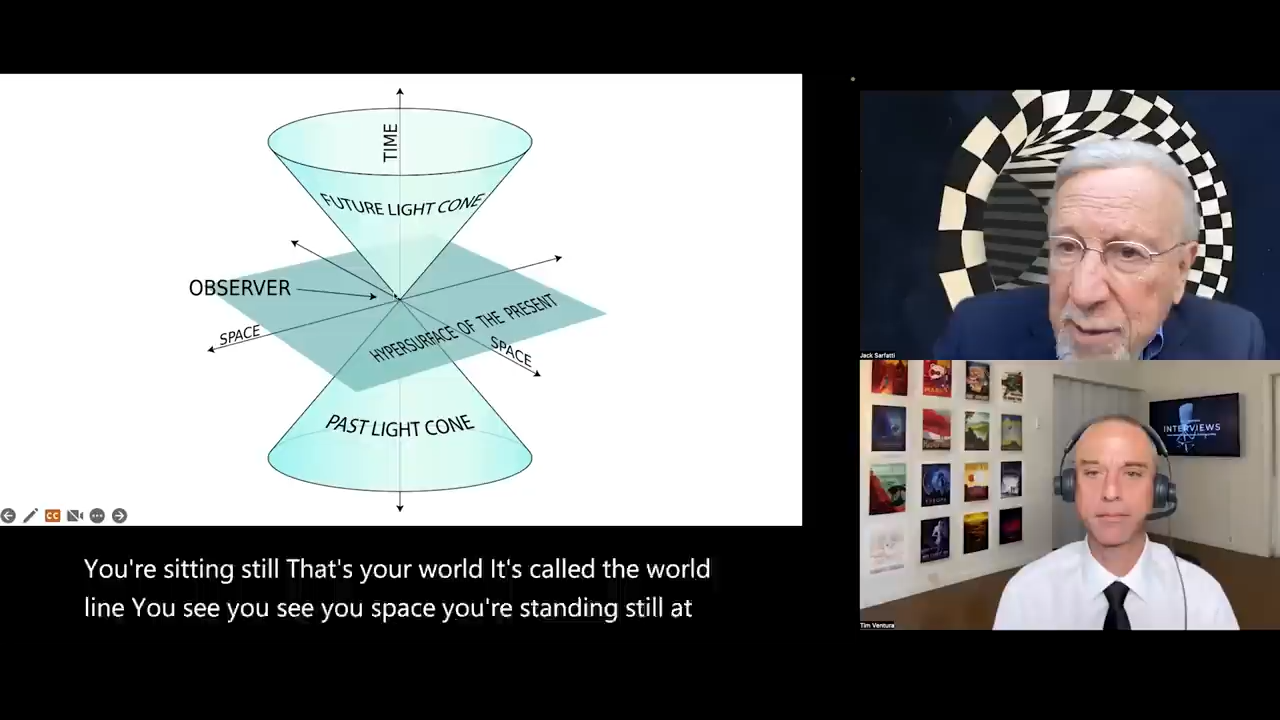 TIME
FUTURE LIGHT CONE
OBSERVER
SPACE
HYPERSURFACE OF THE PRESENT
SPACE
PAST LIGHT CONE
CC
You're sitting still That's your world It's called the world
line You see you see you space you're standing still at
Jack Sarfatti
INTERVIEWS
Tim Ventura